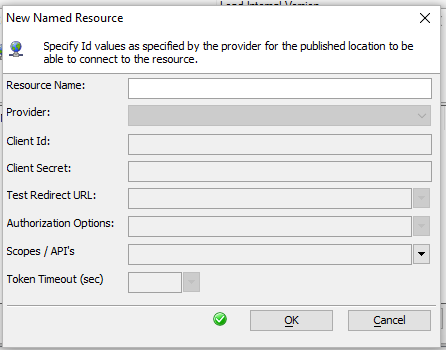 New Named Resource
Specify Id values as specified by the provider for the published location to be
able to connect to the resource.
Resource Name:
Provider:
Client Id:
Client Secret:
Test Redirect URL:
Authorization Options:
Scopes / API's
Token Timeout (sec)
OK
Cancel